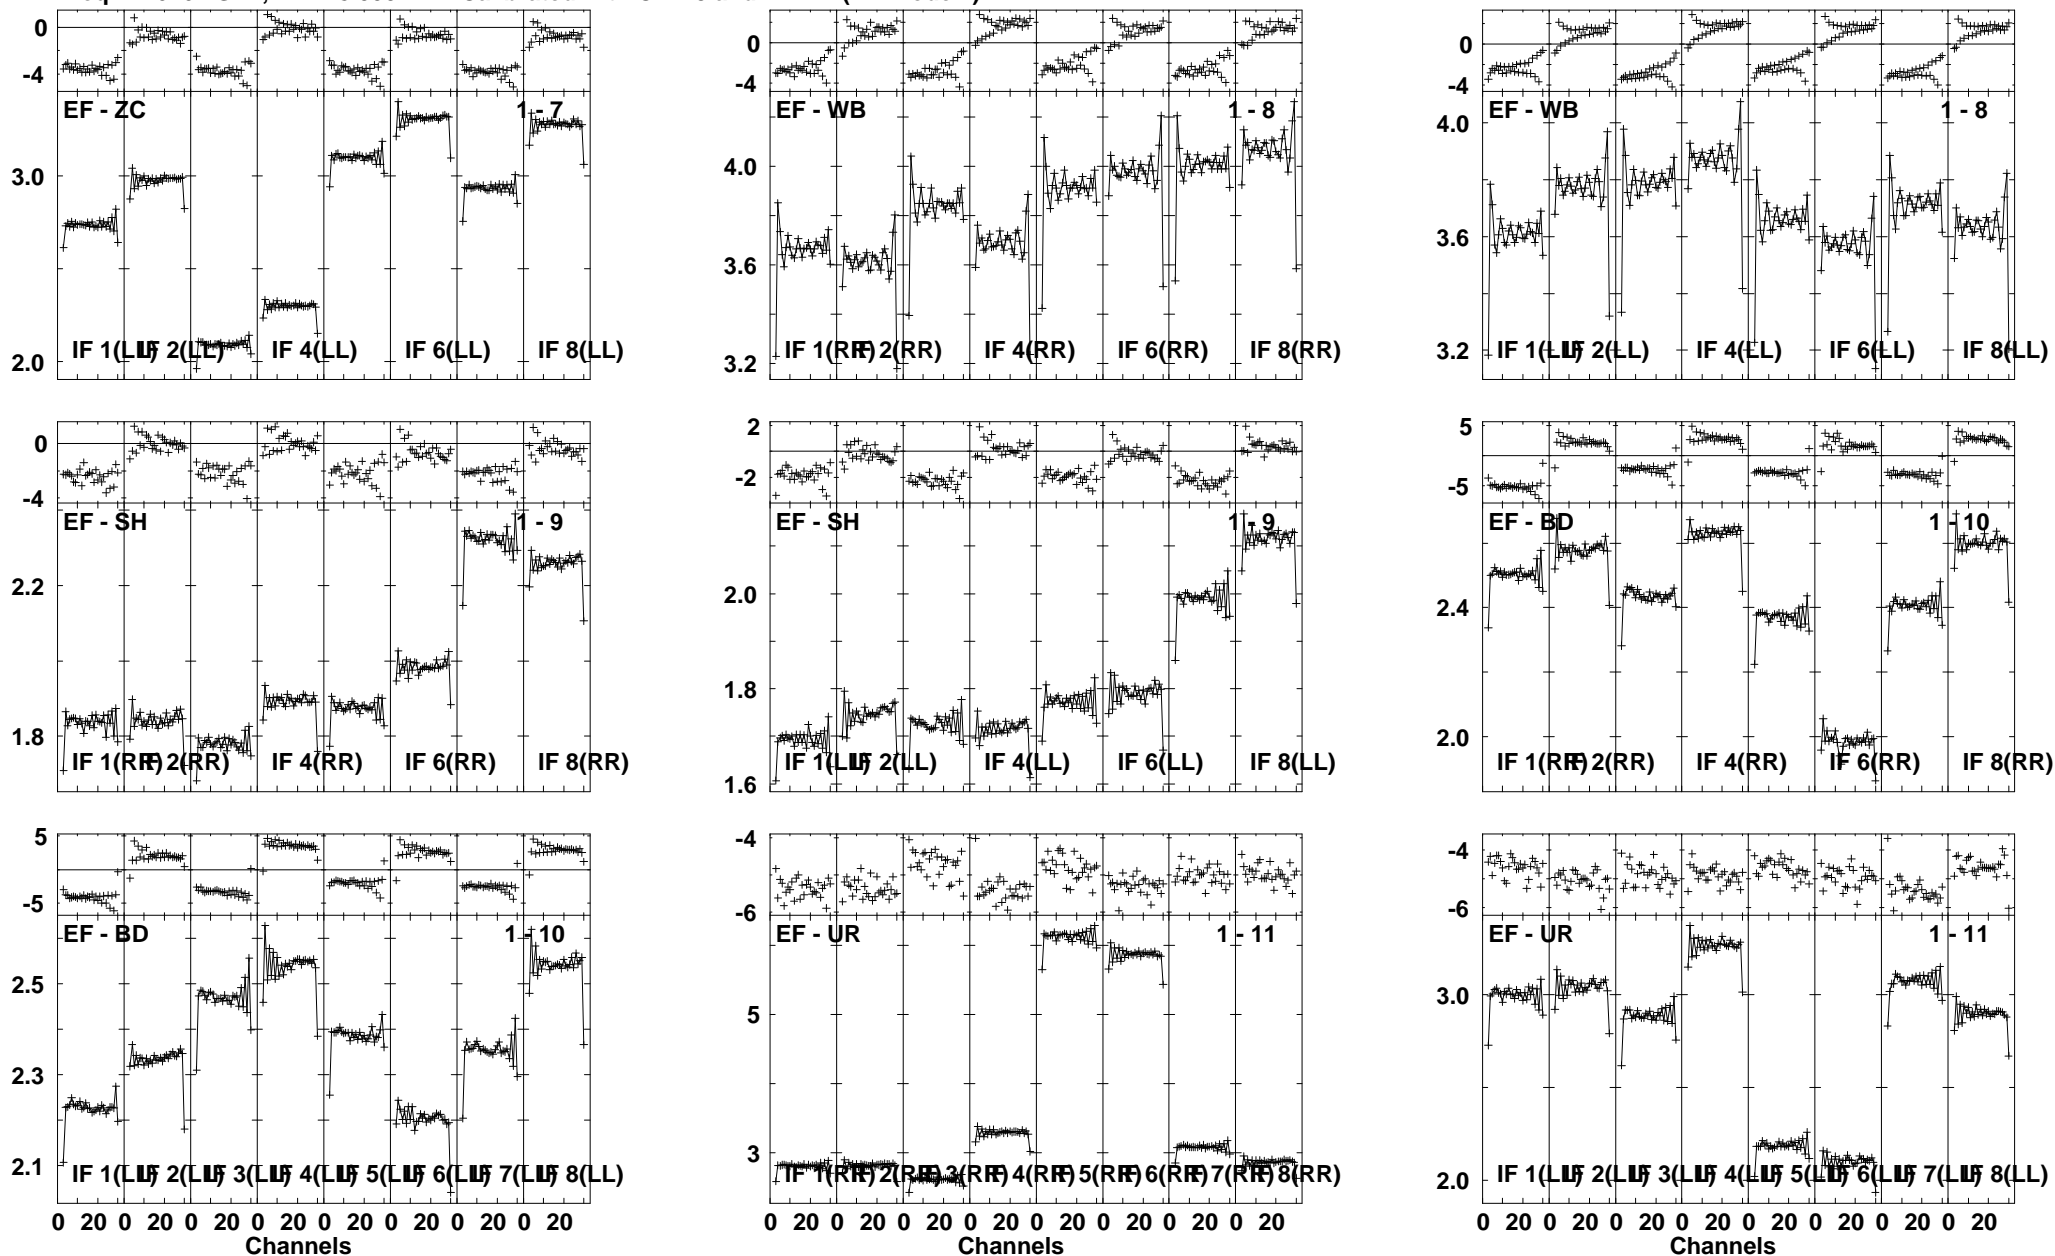 0
-4
EF - ZC 1 - 7
3.0
2.0
IF 1(LL) IF 2(LL) IF 4(LL) IF 6(LL) IF 8(LL)
0
-4
EF - WB 1 - 8
4.0
3.6
3.2
IF 1(RR) IF 2(RR) IF 4(RR) IF 6(RR) IF 8(RR)
0
-4
EF - WB 1 - 8
4.0
3.6
3.2
IF 1(LL) IF 2(LL) IF 4(LL) IF 6(LL) IF 8(LL)
0
-4
EF - SH 1 - 9
2.2
1.8
IF 1(RR) IF 2(RR) IF 4(RR) IF 6(RR) IF 8(RR)
2
-2
EF - SH 1 - 9
2.0
1.8
1.6
IF 1(LL) IF 2(LL) IF 4(LL) IF 6(LL) IF 8(LL)
5
-5
EF - BD 1 - 10
2.4
2.0
IF 1(RR) IF 2(RR) IF 4(RR) IF 6(RR) IF 8(RR)
5
-5
EF - BD 1 - 10
2.5
2.3
2.1
IF 1(LL) IF 2(LL) IF 3(LL) IF 4(LL) IF 5(LL) IF 6(LL) IF 7(LL) IF 8(LL)
0 20 0 20 0 20 0 20 0 20 0 20 0 20 0 20
Channels
-4
-6
EF - UR 1 - 11
5
3
IF 1(RR) IF 2(RR) IF 3(RR) IF 4(RR) IF 5(RR) IF 6(RR) IF 7(RR) IF 8(RR)
0 20 0 20 0 20 0 20 0 20 0 20 0 20 0 20
Channels
-4
-6
EF - UR 1 - 11
3.0
2.0
IF 1(LL) IF 2(LL) IF 3(LL) IF 4(LL) IF 5(LL) IF 6(LL) IF 7(LL) IF 8(LL)
0 20 0 20 0 20 0 20 0 20 0 20 0 20 0 20
Channels